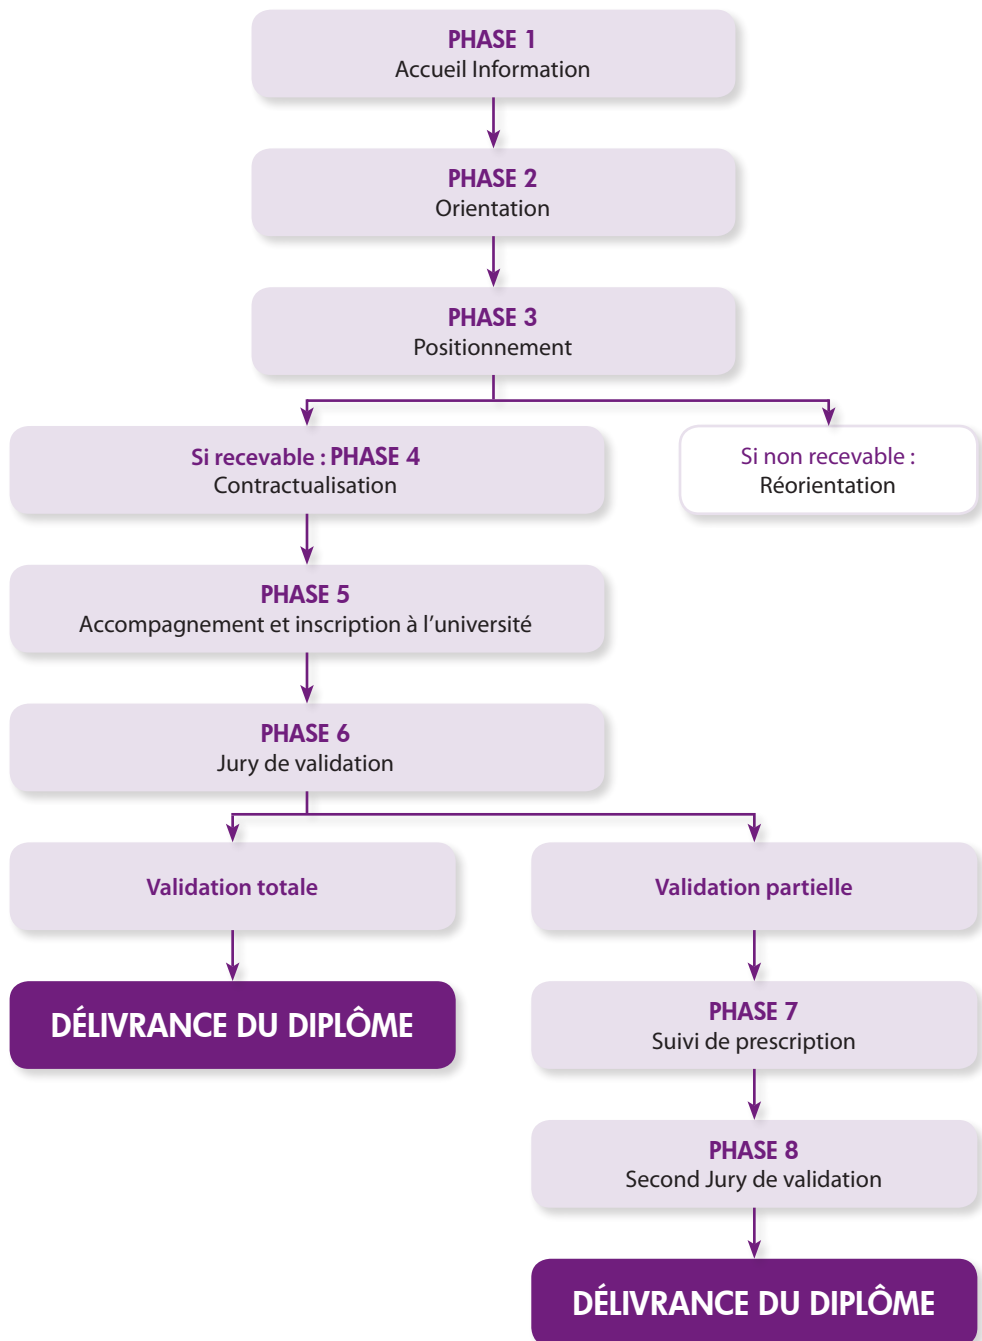 PHASE 1
Accueil Information
PHASE 2
Orientation
PHASE 3
Positionnement
Si recevable : PHASE 4
Contractualisation
Si non recevable :
Réorientation
PHASE 5
Accompagnement et inscription à l’université
PHASE 6
Jury de validation
Validation totale
Validation partielle
DÉLIVRANCE DU DIPLÔME
PHASE 7
Suivi de prescription
PHASE 8
Second Jury de validation
DÉLIVRANCE DU DIPLÔME